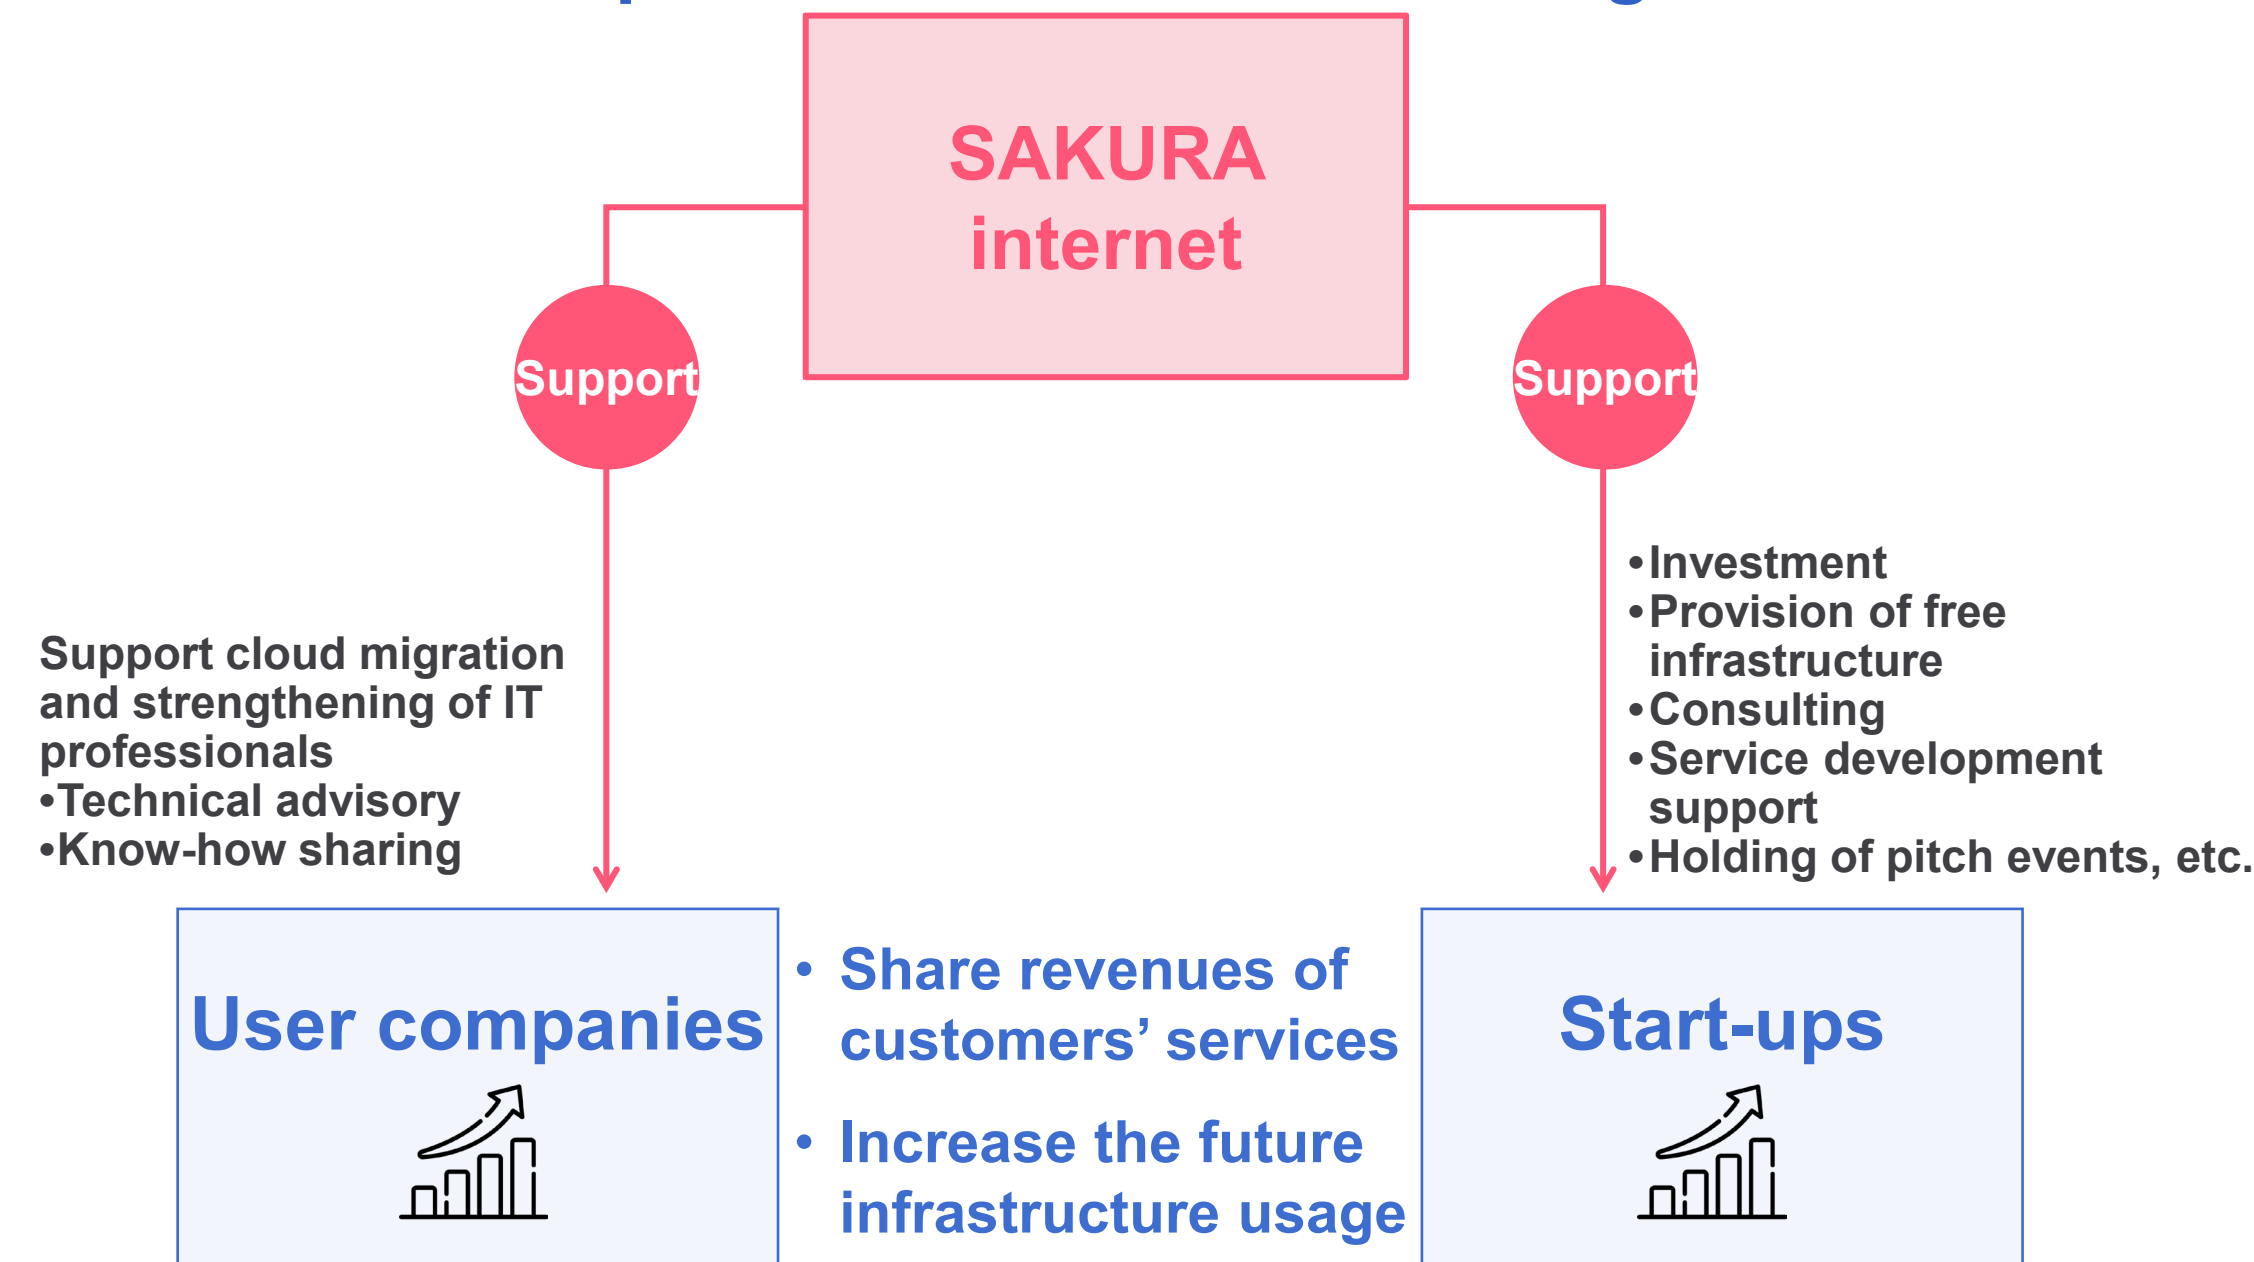 SAKURA
internet
Support
Support
Support cloud migration
and strengthening of IT
professionals
•Technical advisory
•Know-how sharing
•Investment
•Provision of free
infrastructure
•Consulting
•Service development
support
•Holding of pitch events, etc.
User companies
• Share revenues of
customers’ services
• Increase the future
infrastructure usage
Start-ups